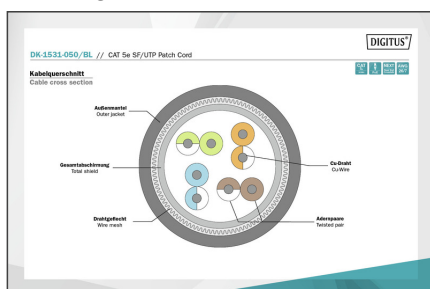 DIGITUS®
DK-1531-050/BL // CAT 5e SF/UTP Patch Cord
Kabelquerschnitt
Cable cross section
Außenmantel
Outer jacket
Gesamtabschirmung
Total shield
Cu-Draht
Cu-Wire
Drahtgeflecht
Wire mesh
Adernpaare
Twisted pair